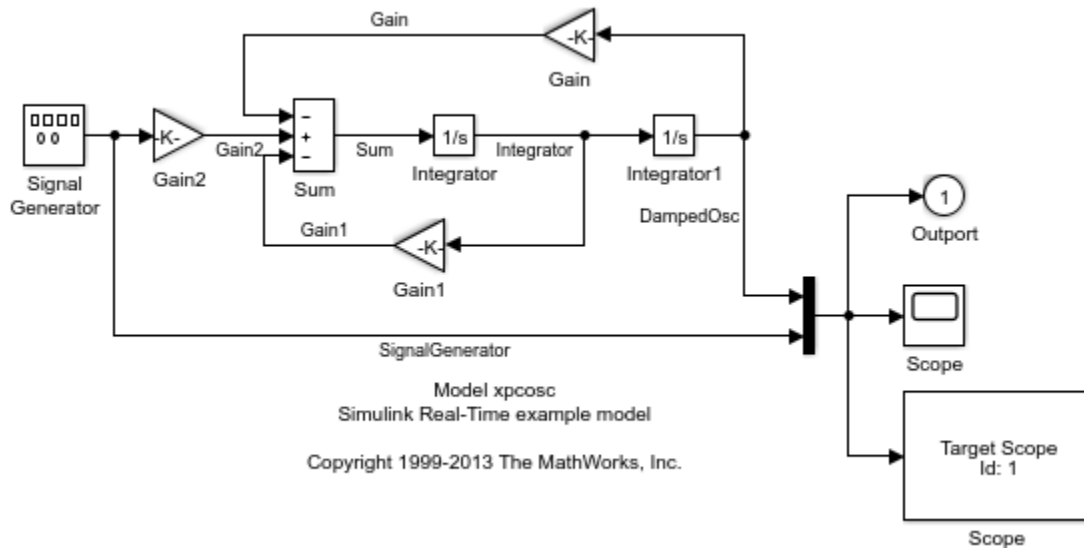 Gain
-K-
Gain
-K-
Gain2
Gain2
−
+
−
Sum
Sum
1/s
Integrator
Integrator
1/s
Integrator1
DampedOsc
Signal
Generator
Gain1
-K-
Gain1
1
Outport
SignalGenerator
Scope
Model xpcosc
Simulink Real-Time example model
Copyright 1999-2013 The MathWorks, Inc.
Target Scope
Id: 1
Scope